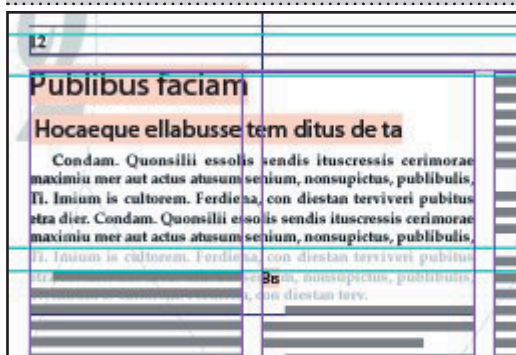 12
Publibus faciam
Hocaeque ellabusse tem ditus de ta
Condam. Quonsilii essolis sendis ituscressis cerimorae
maximiu mer aut actus atusum senium, nonsupictus, publibulis,
Ti. Imium is cultorem. Ferdiena, con diestan terviveri pubitus
etra dier. Condam. Quonsilii essolis sendis ituscressis cerimorae
maximiu mer aut actus atusum senium, nonsupictus, publibulis,
Ti. Imium is cultorem. Ferdiena, con diestan terviveri pubitus
nonsupictus, publibulis,
con diestan terv.